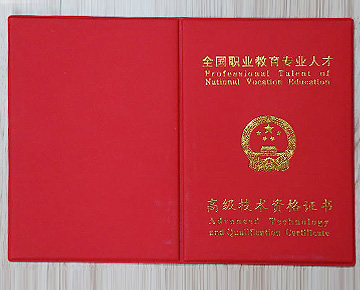 全国职业教育专业人才
Professional Talent of
National Vocation Education
高级技术资格证书
Advanced Technology
and Qualification Certificate